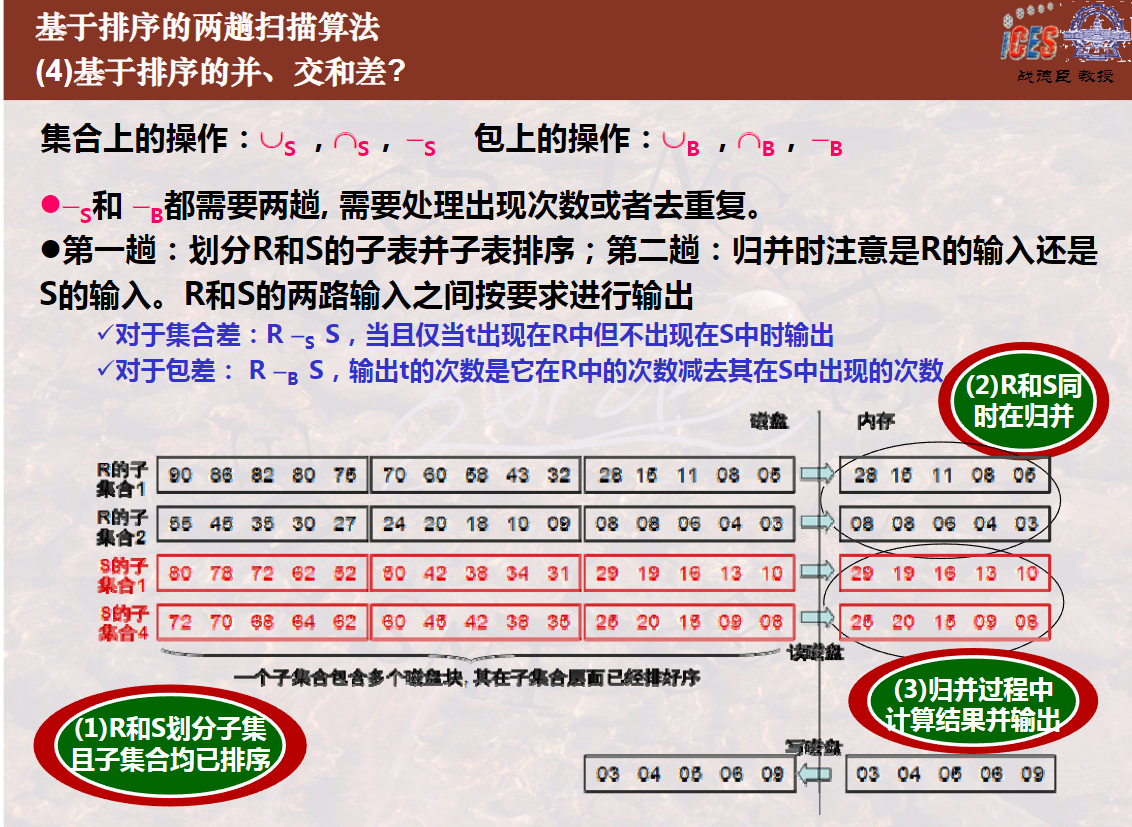 基于排序的两趟扫描算法
(4)基于排序的并、交和差?
iCES
战德臣 教授
集合上的操作：∪S ，∩S ，−S 包上的操作：∪B ，∩B ，−B
●−S和 −B都需要两趟, 需要处理出现次数或者去重复。
●第一趟：划分R和S的子表并子表排序；第二趟：归并时注意是R的输入还是
S的输入。R和S的两路输入之间按要求进行输出
✓对于集合差：R −S S，当且仅当t出现在R中但不出现在S中时输出
✓对于包差： R −B S，输出t的次数是它在R中的次数减去其在S中出现的次数
(2)R和S同
时在归并
磁盘 内存
R的子
集合1
90 86 82 80 75 70 60 58 43 32 28 15 11 08 05 28 15 11 08 05
R的子
集合2
55 45 35 30 27 24 20 18 10 09 08 08 06 04 03 08 08 06 04 03
S的子
集合1
80 78 72 62 52 50 42 38 34 31 29 19 16 13 10 29 19 16 13 10
S的子
集合4
72 70 68 64 62 60 45 42 38 35 25 20 15 09 08 25 20 15 09 08
读磁盘
一个子集合包含多个磁盘块, 其在子集合层面已经排好序
(1)R和S划分子集
且子集合均已排序
(3)归并过程中
计算结果并输出
写磁盘
03 04 05 06 09 03 04 05 06 09